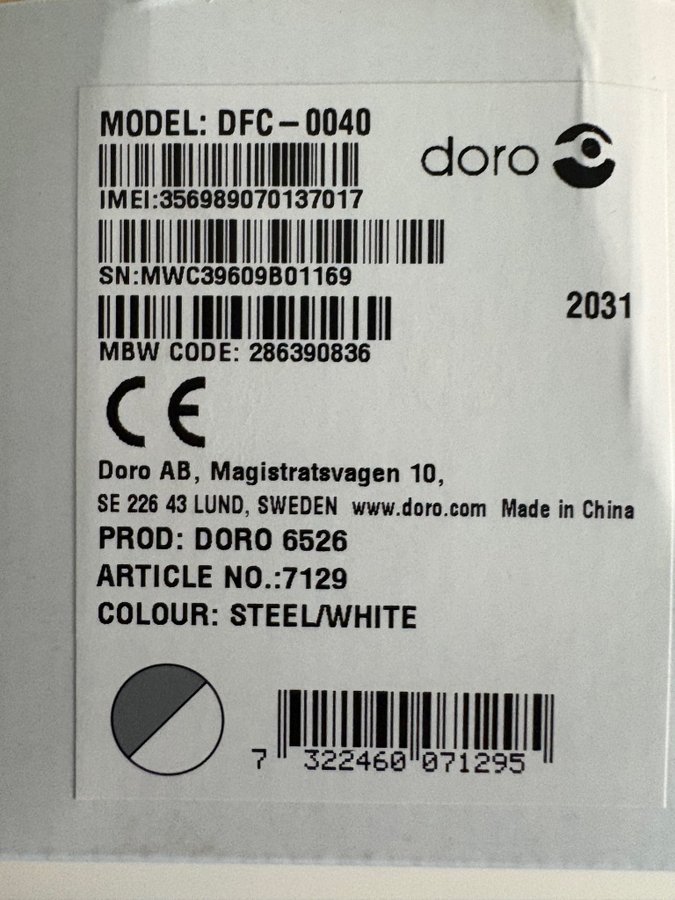 MODEL: DFC-0040
doro
IMEI:356989070137017
SN:MWC39609B01169
2031
MBW CODE: 286390836
CE
Doro AB, Magistratsvagen 10,
SE 226 43 LUND, SWEDEN www.doro.com Made in China
PROD: DORO 6526
ARTICLE NO.:7129
COLOUR: STEEL/WHITE
7 322460 071295